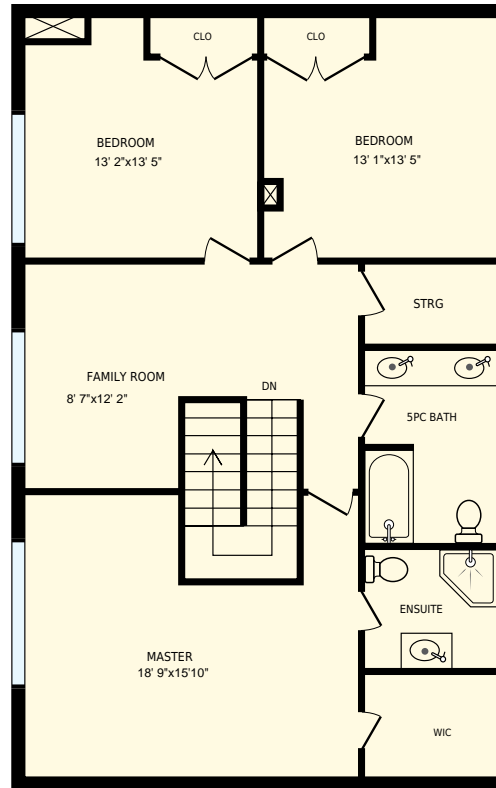 CLO
CLO
BEDROOM
13' 2"x13' 5"
BEDROOM
13' 1"x13' 5"
STRG
FAMILY ROOM
8' 7"x12' 2"
DN
5PC BATH
ENSUITE
MASTER
18' 9"x15'10"
WIC